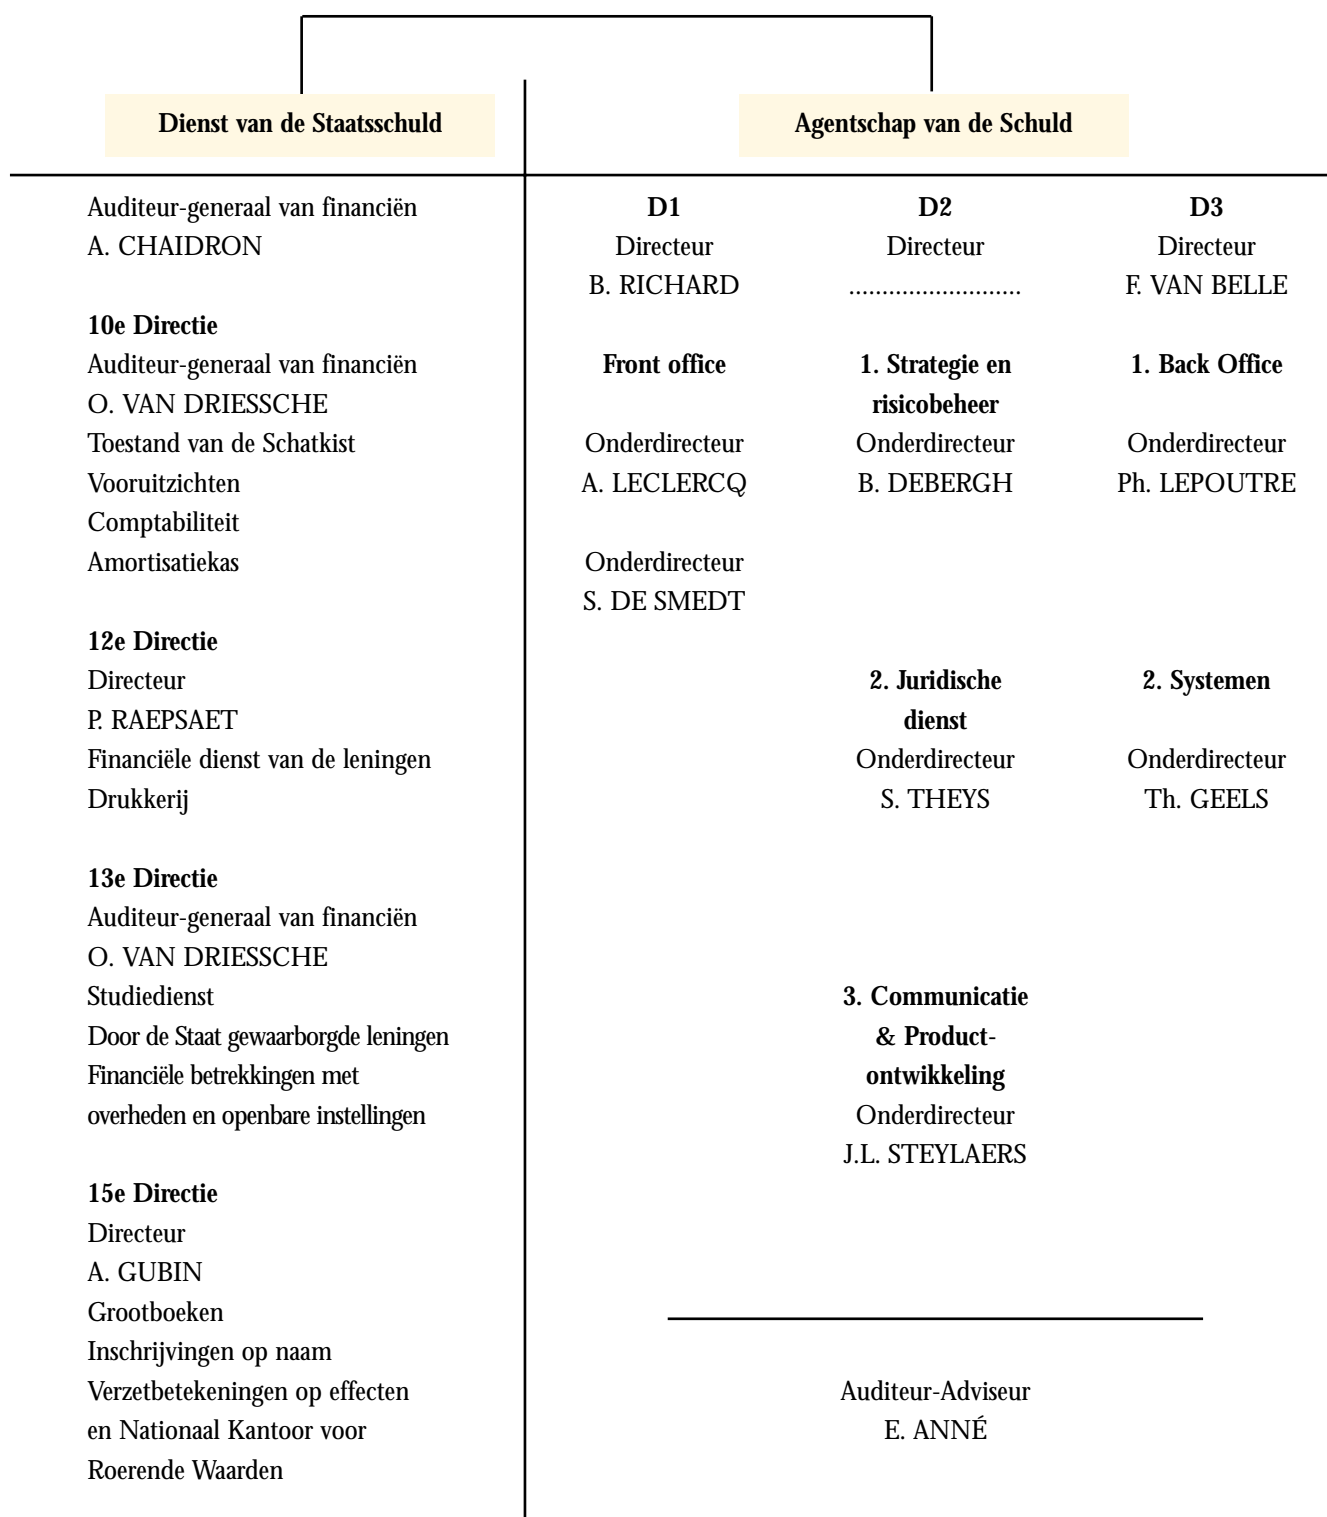 Dienst van de Staatsschuld
Auditeur-generaal van financiën
A. CHAIDRON
10e Directie
Auditeur-generaal van financiën
O. VAN DRIESSCHE
Toestand van de Schatkist
Vooruitzichten
Comptabiliteit
Amortisatiekas
12e Directie
Directeur
P. RAEPSAET
Financiële dienst van de leningen
Drukkerij
13e Directie
Auditeur-generaal van financiën
O. VAN DRIESSCHE
Studiedienst
Door de Staat gewaarborgde leningen
Financiële betrekkingen met
overheden en openbare instellingen
15e Directie
Directeur
A. GUBIN
Grootboeken
Inschrijvingen op naam
Verzetbetekeningen op effecten
en Nationaal Kantoor voor
Roerende Waarden
Agentschap van de Schuld
D1
Directeur
B. RICHARD
Front office
Onderdirecteur
A. LECLERCQ
Onderdirecteur
S. DE SMEDT
D2
Directeur
..........................
1. Strategie en
risicobeheer
Onderdirecteur
B. DEBERGH
2. Juridische
dienst
Onderdirecteur
S. THEYS
3. Communicatie
& Product-
ontwikkeling
Onderdirecteur
J.L. STEYLAERS
D3
Directeur
F. VAN BELLE
1. Back Office
Onderdirecteur
Ph. LEPOUTRE
2. Systemen
Onderdirecteur
Th. GEELS
Auditeur-Adviseur
E. ANNÉ